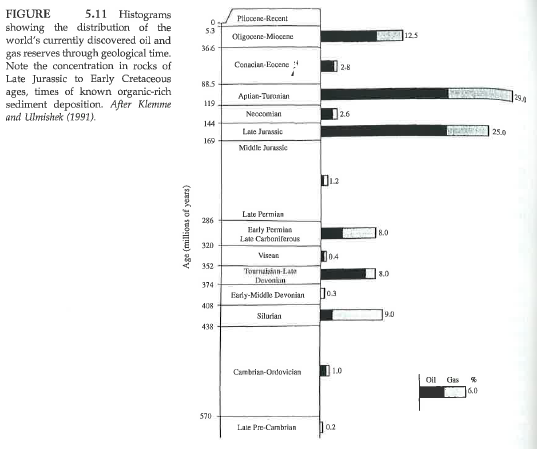 FIGURE 5.11 Histograms
showing the distribution of the
world's currently discovered oil and
gas reserves through geological time.
Note the concentration in rocks of
Late Jurassic to Early Cretaceous
ages, times of known organic-rich
sediment deposition. After Klemme
and Ulmishek (1991).
Age (millions of years)
0
Pliocene-Recent
5.3
Oligocene-Miocene
12.5
36.6
Conacian-Eocene
2.8
88.5
Aptian-Turonian
29.0
119
Neocomian
2.6
144
Late Jurassic
25.0
169
Middle Jurassic
1.2
Late Permian
286
Early Permian
Late Carboniferous
8.0
320
Visean
0.4
352
Tournaisian-Late
Devonian
8.0
374
Early-Middle Devonian
0.3
408
Silurian
9.0
438
Cambrian-Ordovician
1.0
570
Late Pre-Cambrian
0.2
Oil Gas %
6.0